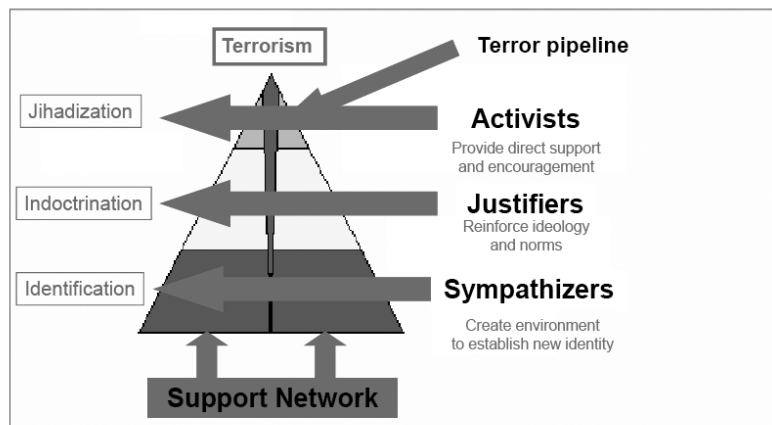 Terrorism
Terror pipeline
Jihadization
Activists
Provide direct support
and encouragement
Indoctrination
Justifiers
Reinforce ideology
and norms
Identification
Sympathizers
Create environment
to establish new identity
Support Network